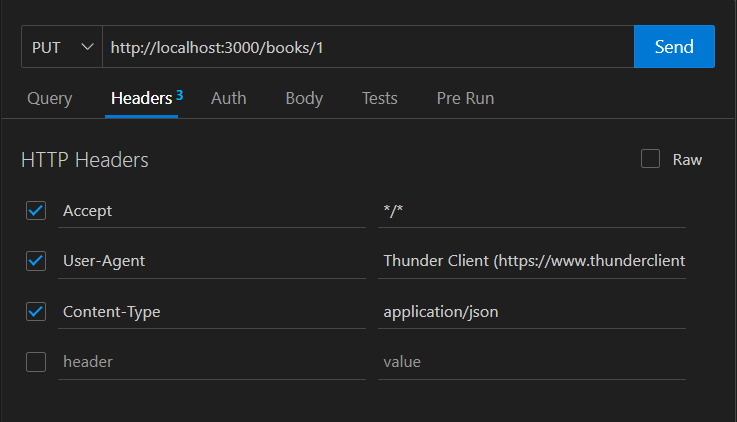 PUT http://localhost:3000/books/1 Send
Query Headers 3 Auth Body Tests Pre Run
HTTP Headers Raw
Accept */*
User-Agent Thunder Client (https://www.thunderclient
Content-Type application/json
header value